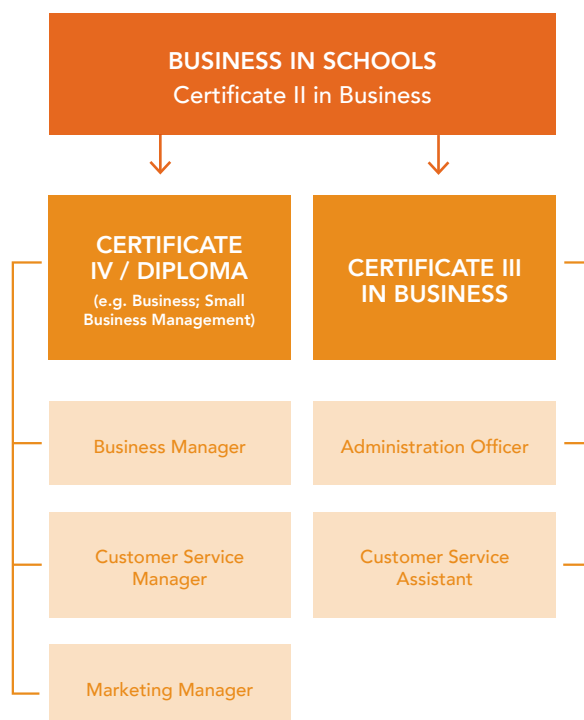 BUSINESS IN SCHOOLS
Certificate II in Business
CERTIFICATE
IV / DIPLOMA
(e.g. Business; Small
Business Management)
CERTIFICATE III
IN BUSINESS
Business Manager
Administration Officer
Customer Service
Manager
Customer Service
Assistant
Marketing Manager